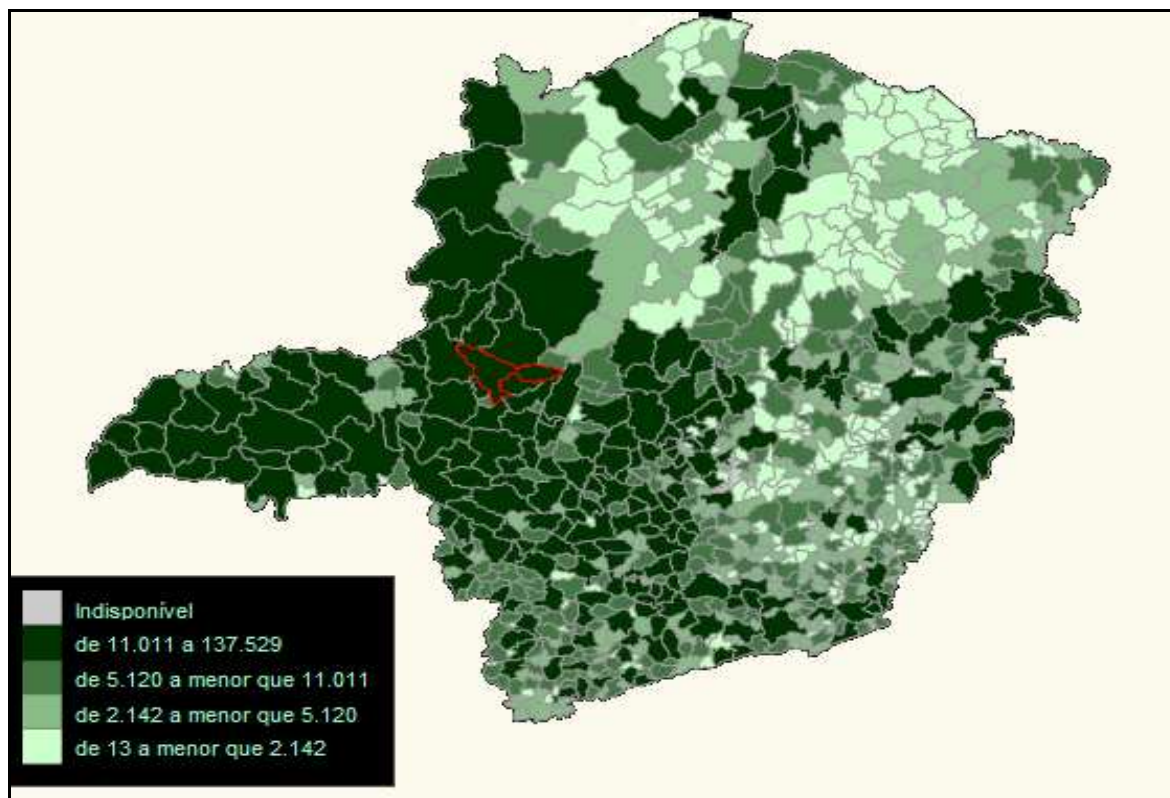 Indisponível
de 11.011 a 137.529
de 5.120 a menor que 11.011
de 2.142 a menor que 5.120
de 13 a menor que 2.142